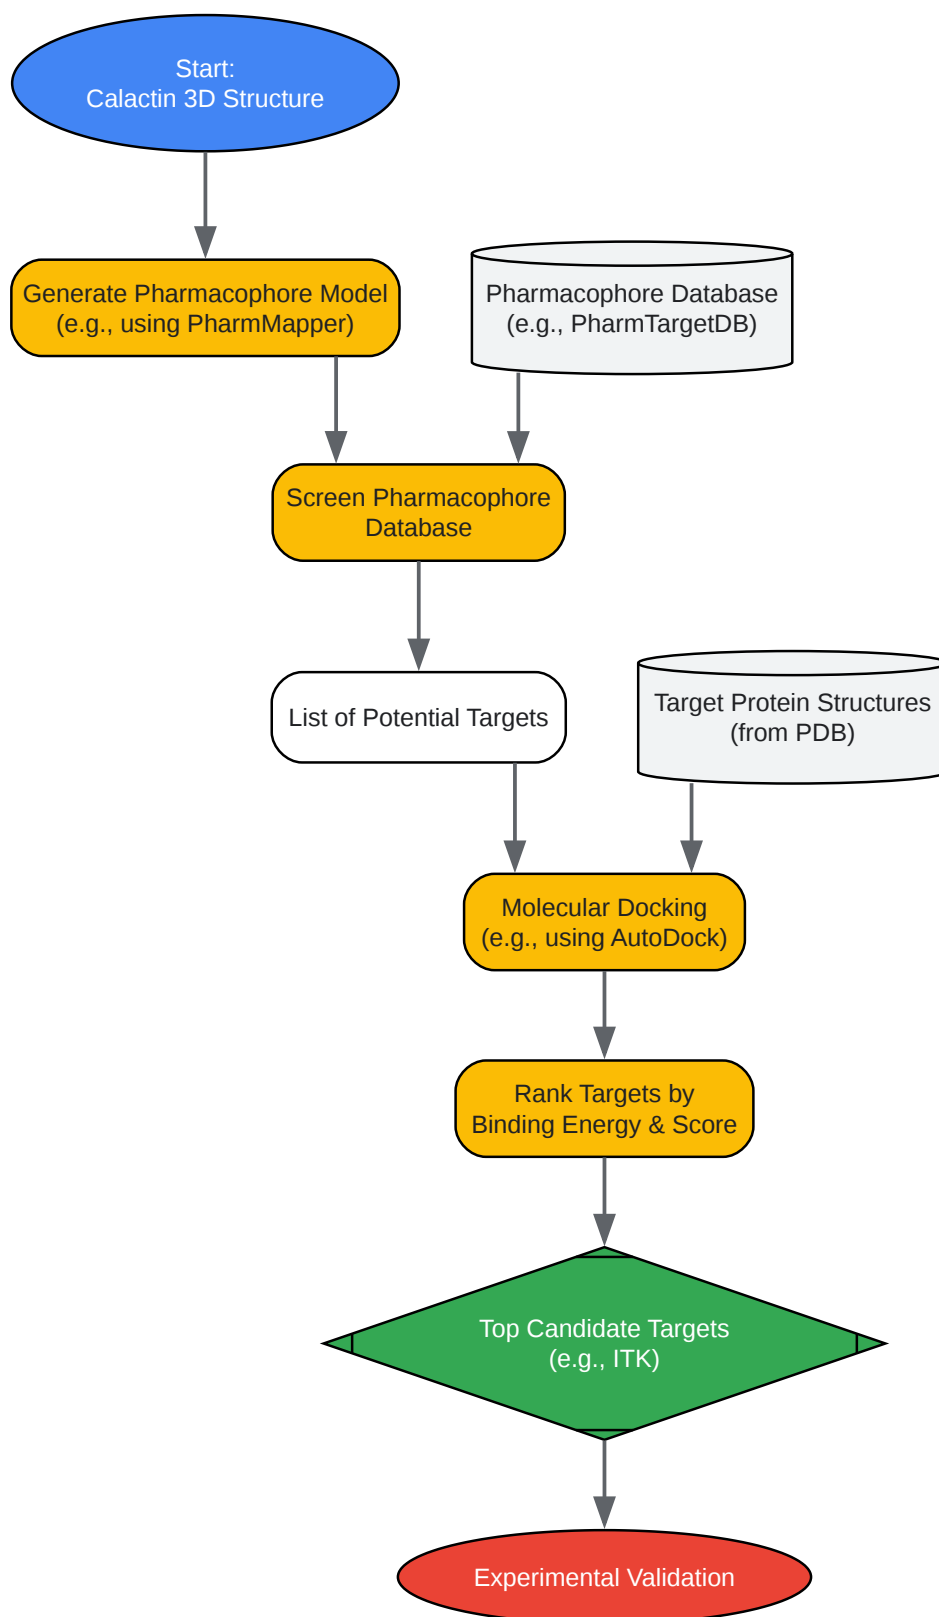 Start:
Calactin 3D Structure
Generate Pharmacophore Model
(e.g., using PharmMapper)
Pharmacophore Database
(e.g., PharmTargetDB)
Screen Pharmacophore
Database
List of Potential Targets
Target Protein Structures
(from PDB)
Molecular Docking
(e.g., using AutoDock)
Rank Targets by
Binding Energy & Score
Top Candidate Targets
(e.g., ITK)
Experimental Validation